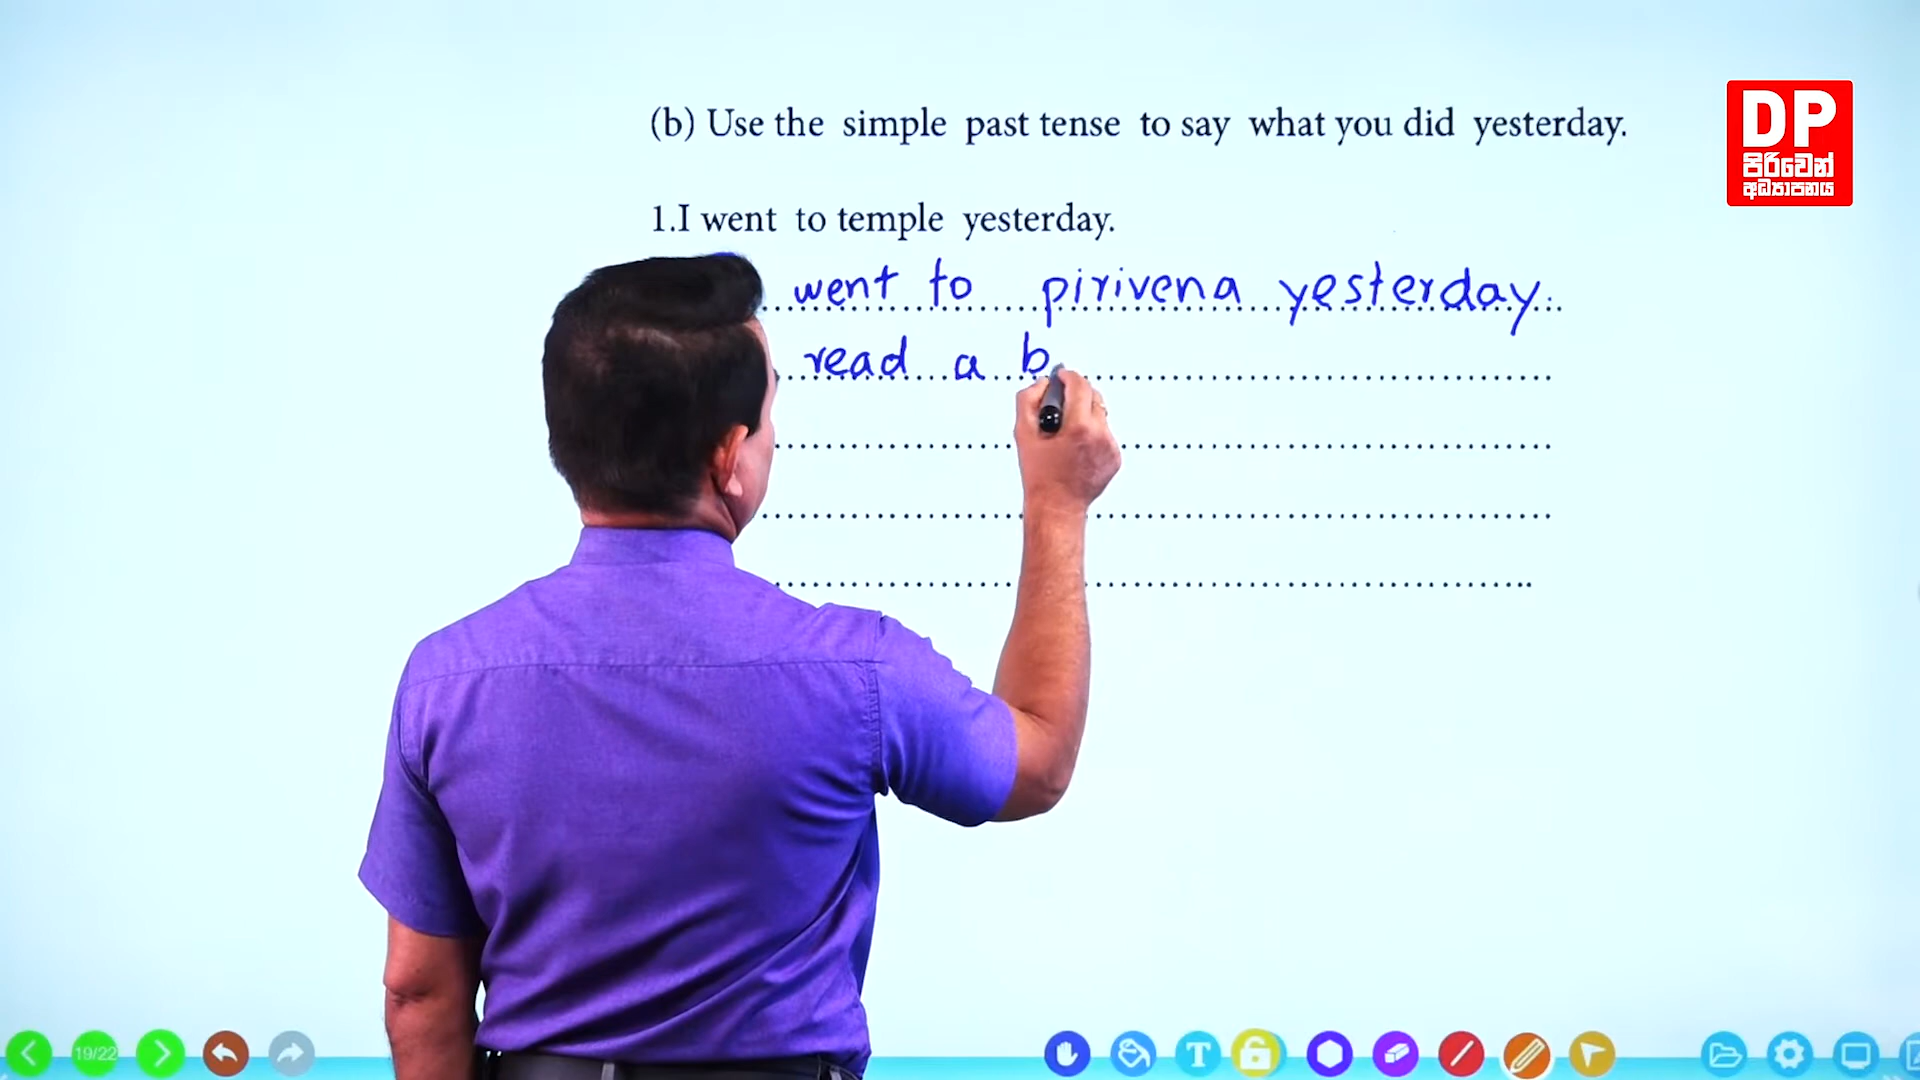 (b) Use the simple past tense to say what you did yesterday.
DP
පිරිවෙන්
අධ්‍යාපනය
1.I went to temple yesterday.
went to pirivena yesterday.
read a b
19/22
T